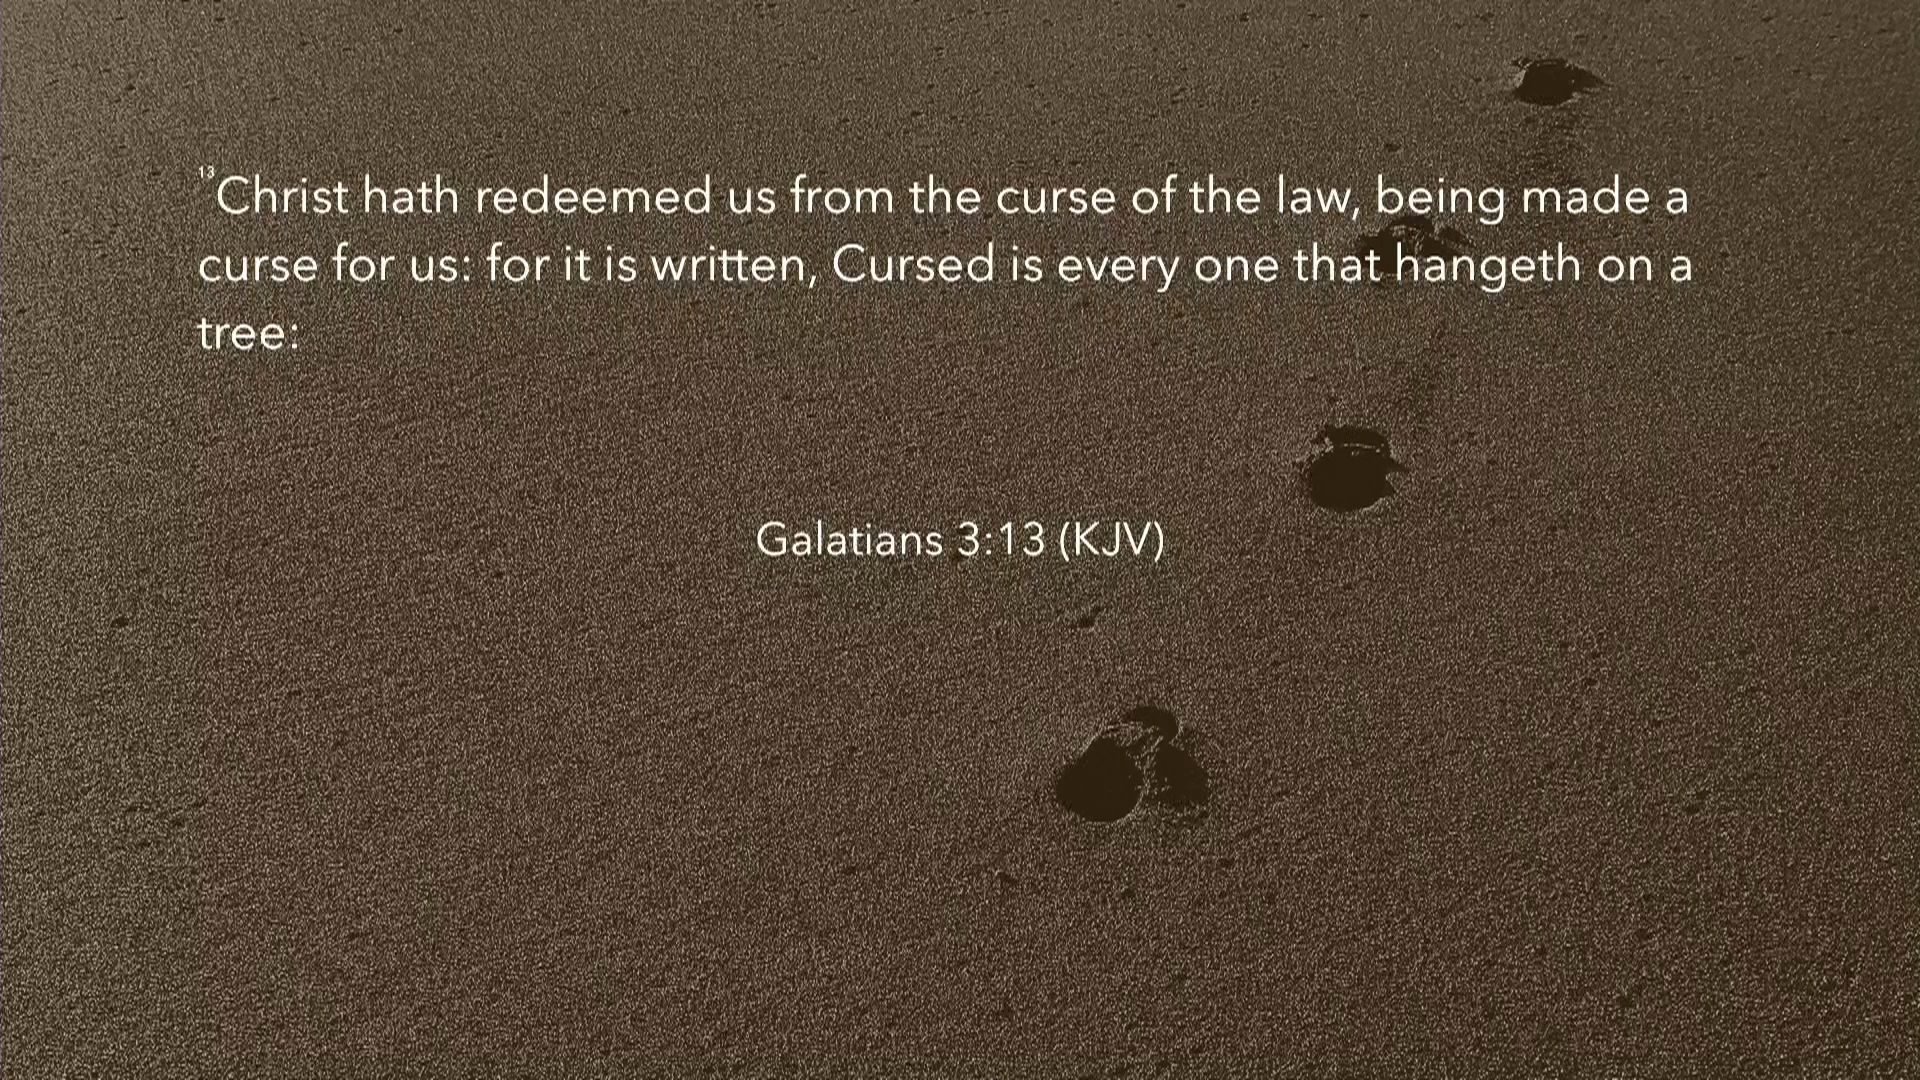 13Christ hath redeemed us from the curse of the law, being made a
curse for us: for it is written, Cursed is every one that hangeth on a
tree:
Galatians 3:13 (KJV)